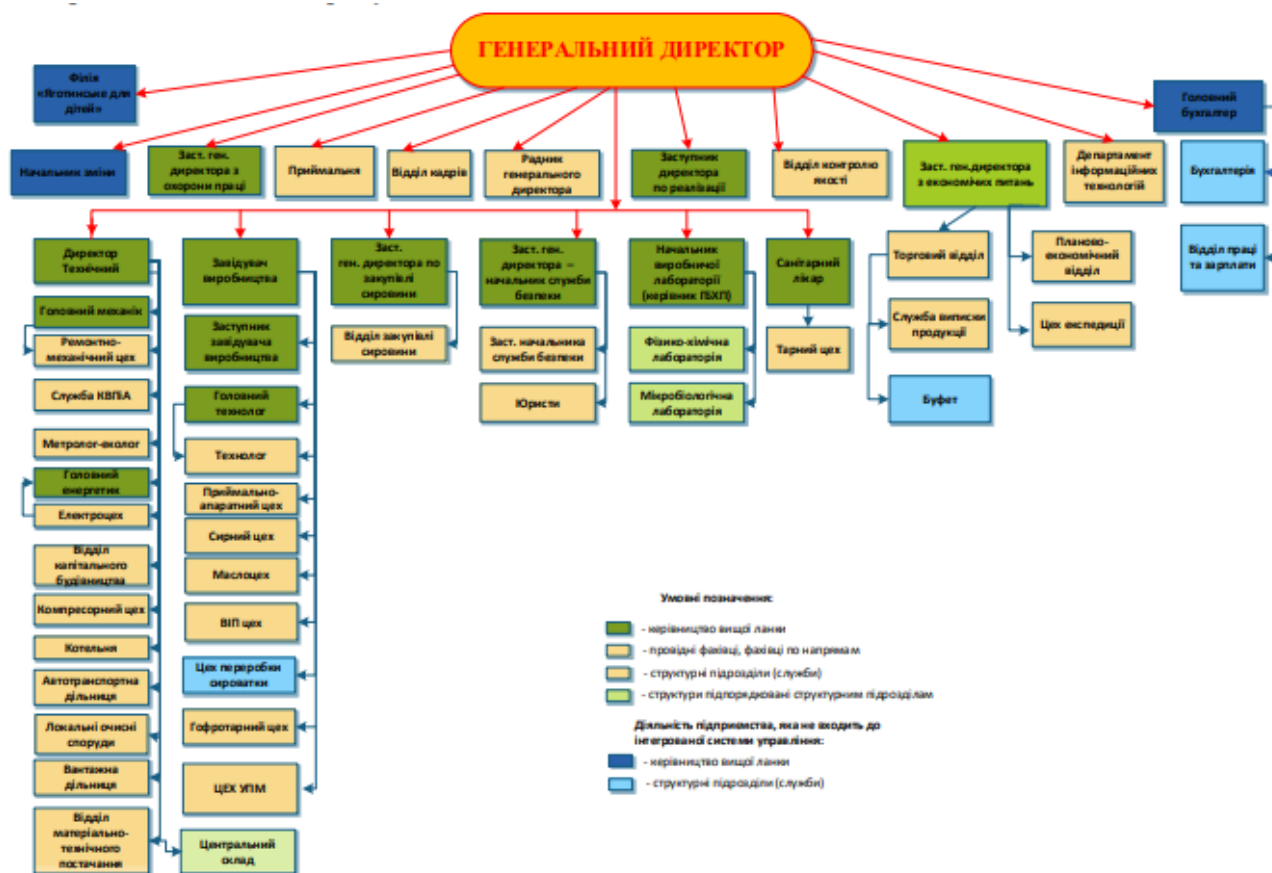 ГЕНЕРАЛЬНИЙ ДИРЕКТОР
Філія
«Яготинське для
дітей»
Головний
бухгалтер
Начальник зміни
Заст. ген.
директора з
охорони праці
Приймальня
Відділ кадрів
Радник
генерального
директора
Заступник
директора
по реалізації
Відділ контролю
якості
Заст. ген.директора
з економічих питань
Департамент
інформаційних
технологій
Бухгалтерія
Директор
Технічний
Завідувач
виробництва
Заст.
ген. директора по
закупівлі
сировини
Заст. ген.
директора –
начальник служби
безпеки
Начальник
виробничої
лабораторії
(керівник ГБХП)
Санітарний
лікар
Торговий відділ
Планово-
економічний
відділ
Відділ праці
та зарплати
Головний механік
Ремонтно-
механічний цех
Служба КВПіА
Метролог-еколог
Головний
енергетик
Електроцех
Відділ
капітального
будівництва
Компресорний цех
Котельня
Автотранспортна
дільниця
Локальні очисні
споруди
Вантажна
дільниця
Відділ
матеріально-
технічного
постачання
Заступник
завідувача
виробництва
Головний
технолог
Технолог
Приймально-
апаратний цех
Сирний цех
Маслоцех
ВІП цех
Цех переробки
сироватки
Гофротарний цех
ЦЕХ УПМ
Центральний
склад
Відділ закупівлі
сировини
Заст. начальника
служби безпеки
Юристи
Фізико-хімічна
лабораторія
Мікробіологічна
лабораторія
Тарний цех
Служба виписки
продукції
Буфет
Цех експедиції
Умовні позначення:
- керівництво вищої ланки
- провідні фахівці, фахівці по напрямам
- структурні підрозділи (служби)
- структури підпорядковані структурним підрозділам
Діяльність підприємства, яка не входить до
інтегрованої системи управління:
- керівництво вищої ланки
- структурні підрозділи (служби)